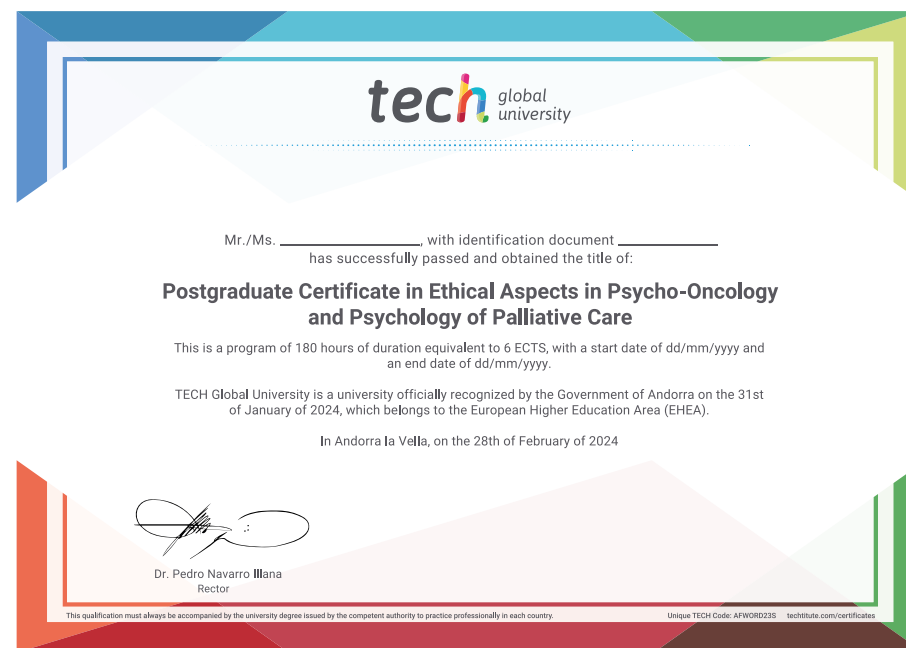 tech global
university
Mr./Ms. ____________________, with identification document ______________
has successfully passed and obtained the title of:
Postgraduate Certificate in Ethical Aspects in Psycho-Oncology
and Psychology of Palliative Care
This is a program of 180 hours of duration equivalent to 6 ECTS, with a start date of dd/mm/yyyy and
an end date of dd/mm/yyyy.
TECH Global University is a university officially recognized by the Government of Andorra on the 31st
of January of 2024, which belongs to the European Higher Education Area (EHEA).
In Andorra la Vella, on the 28th of February of 2024
Dr. Pedro Navarro Illana
Rector
This qualification must always be accompanied by the university degree issued by the competent authority to practice professionally in each country. Unique TECH Code: AFWORD23S techtitute.com/certificates